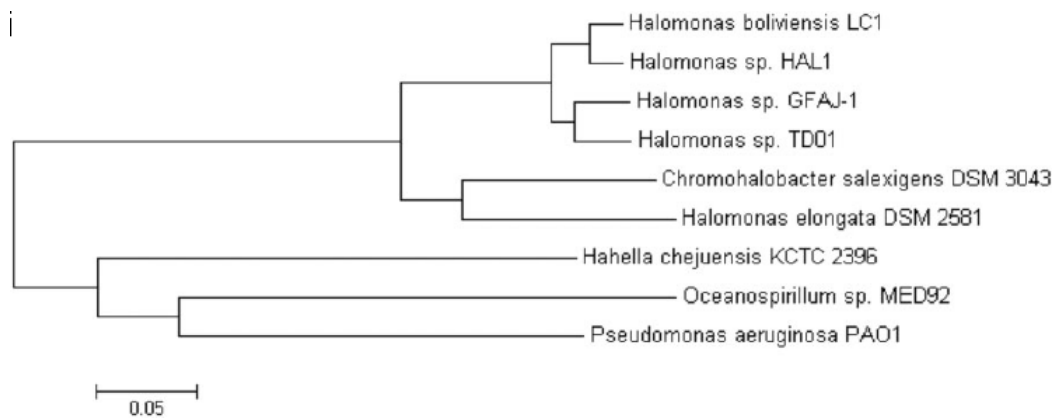 i
Halomonas boliviensis LC1
Halomonas sp. HAL1
Halomonas sp. GFAJ-1
Halomonas sp. TD01
Chromohalobacter salexigens DSM 3043
Halomonas elongata DSM 2581
Hahella chejuensis KCTC 2396
Oceanospirillum sp. MED92
Pseudomonas aeruginosa PAO1
0.05